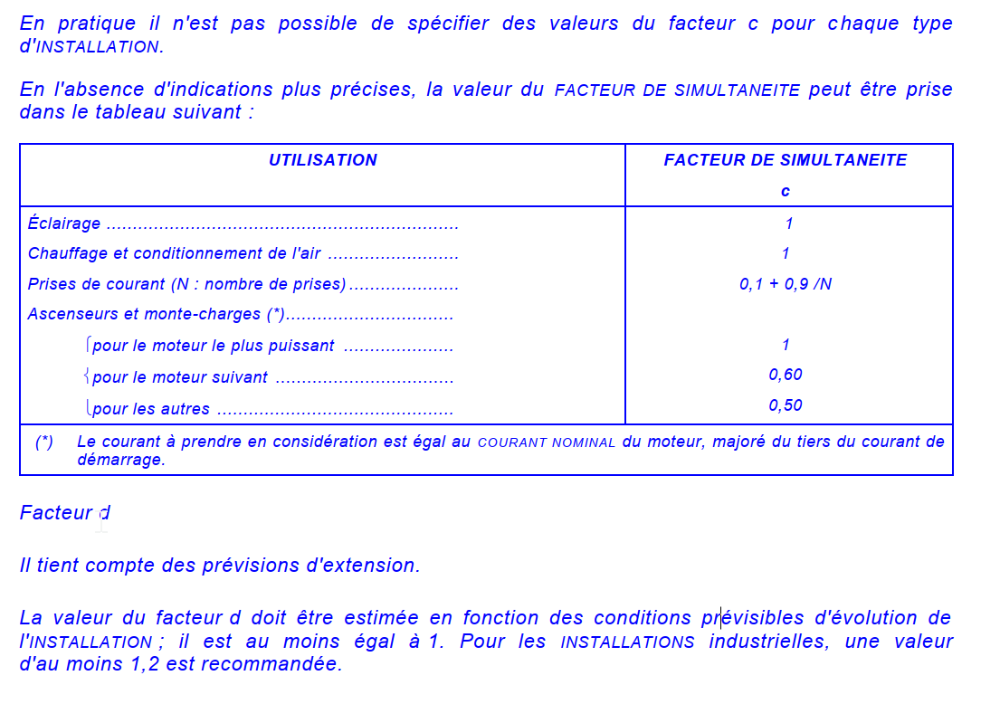 En pratique il n'est pas possible de spécifier des valeurs du facteur c pour chaque type
d'INSTALLATION.
En l'absence d'indications plus précises, la valeur du FACTEUR DE SIMULTANEITE peut être prise
dans le tableau suivant :
UTILISATION FACTEUR DE SIMULTANEITE
c
Éclairage .................................................................. 1
Chauffage et conditionnement de l'air ......................... 1
Prises de courant (N : nombre de prises)..................... 0,1 + 0,9 /N
Ascenseurs et monte-charges (*)................................
pour le moteur le plus puissant ..................... 1
pour le moteur suivant .................................. 0,60
pour les autres ............................................. 0,50
(*) Le courant à prendre en considération est égal au COURANT NOMINAL du moteur, majoré du tiers du courant de
démarrage.
Facteur d
Il tient compte des prévisions d'extension.
La valeur du facteur d doit être estimée en fonction des conditions prévisibles d'évolution de
l'INSTALLATION ; il est au moins égal à 1. Pour les INSTALLATIONS industrielles, une valeur
d'au moins 1,2 est recommandée.